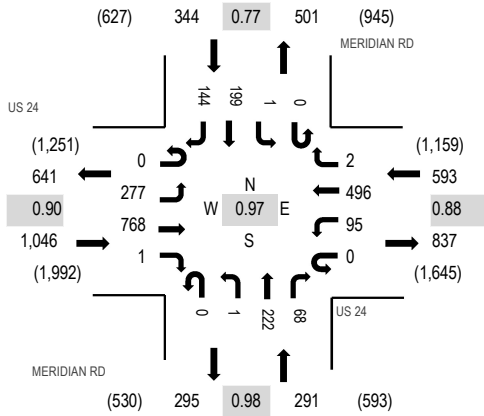 (627) 344 0.77 501 (945)
MERIDIAN RD
US 24
144 199 1 0
(1,251)
641
0.90
1,046
(1,992)
0
277
768
1
N
W 0.97 E
S
2
496
95
0
(1,159)
593
0.88
837
(1,645)
0 1 222 68
US 24
MERIDIAN RD
(530) 295 0.98 291 (593)